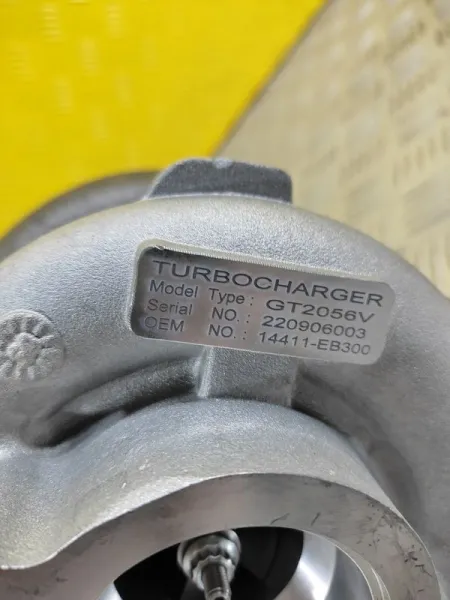 TURBOCHARGER
Model Type : GT2056V
Serial NO. : 220906003
OEM NO. : 14411-EB300